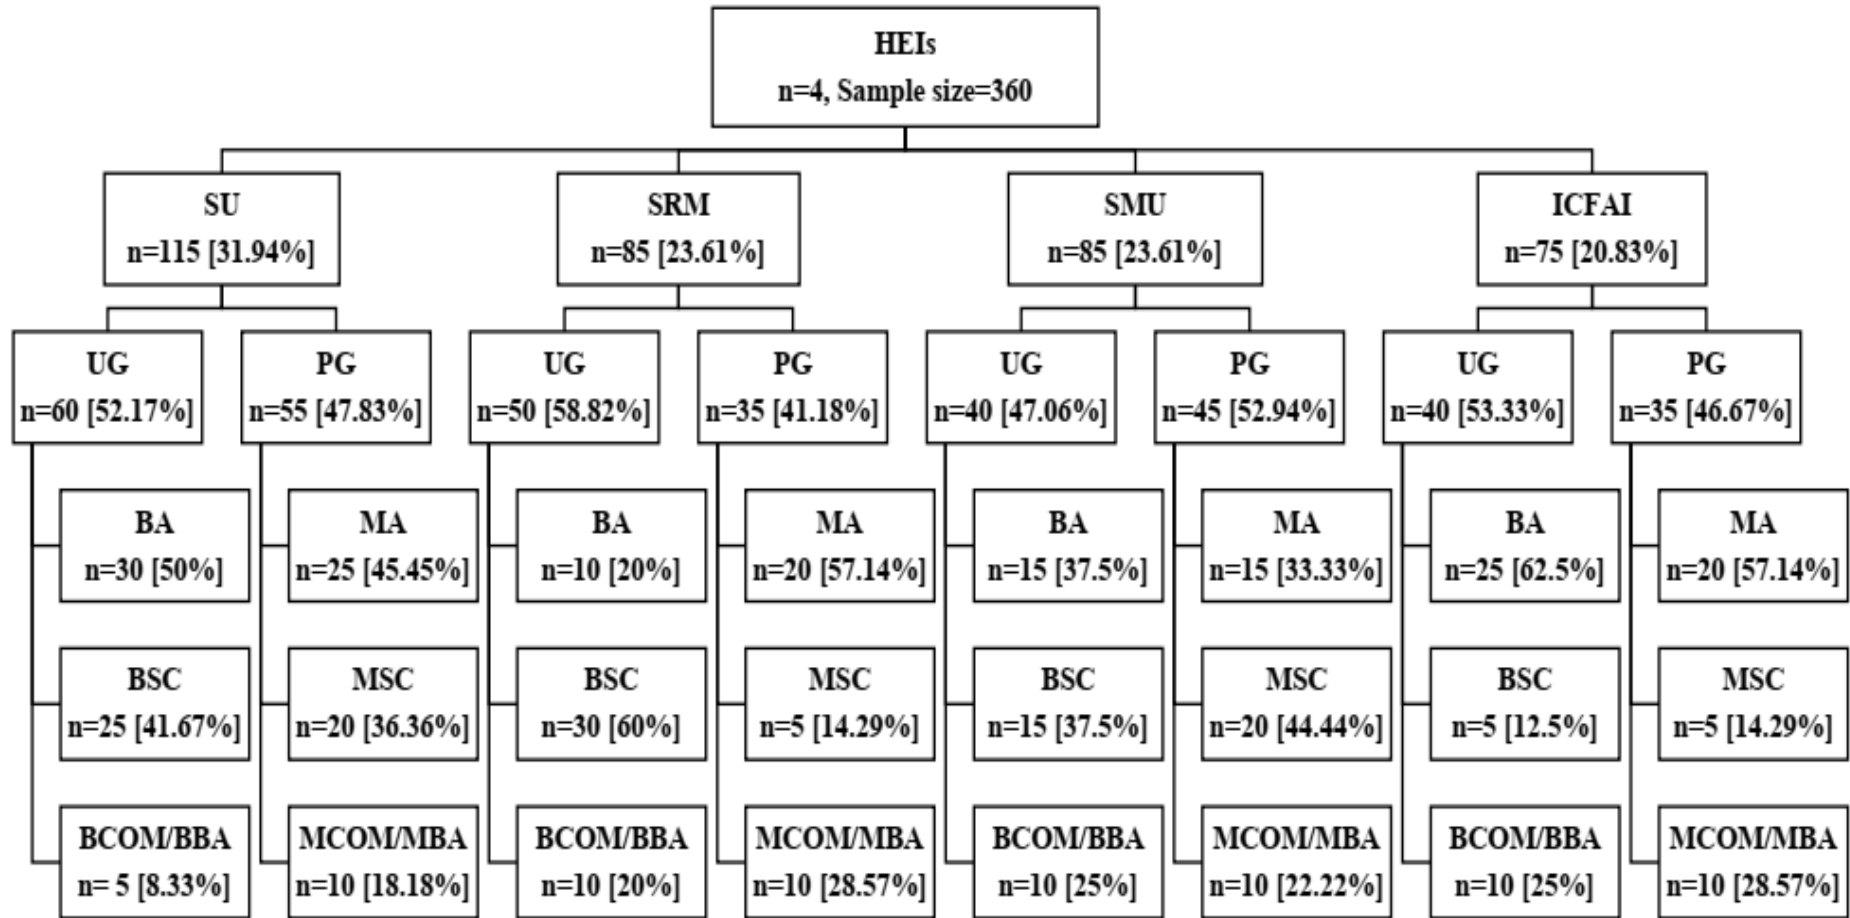 HEIs
n=4, Sample size=360
SU
n=115 [31.94%]
SRM
n=85 [23.61%]
SMU
n=85 [23.61%]
ICFAI
n=75 [20.83%]
UG
n=60 [52.17%]
PG
n=55 [47.83%]
UG
n=50 [58.82%]
PG
n=35 [41.18%]
UG
n=40 [47.06%]
PG
n=45 [52.94%]
UG
n=40 [53.33%]
PG
n=35 [46.67%]
BA
n=30 [50%]
MA
n=25 [45.45%]
BA
n=10 [20%]
MA
n=20 [57.14%]
BA
n=15 [37.5%]
MA
n=15 [33.33%]
BA
n=25 [62.5%]
MA
n=20 [57.14%]
BSC
n=25 [41.67%]
MSC
n=20 [36.36%]
BSC
n=30 [60%]
MSC
n=5 [14.29%]
BSC
n=15 [37.5%]
MSC
n=20 [44.44%]
BSC
n=5 [12.5%]
MSC
n=5 [14.29%]
BCOM/BBA
n= 5 [8.33%]
MCOM/MBA
n=10 [18.18%]
BCOM/BBA
n=10 [20%]
MCOM/MBA
n=10 [28.57%]
BCOM/BBA
n=10 [25%]
MCOM/MBA
n=10 [22.22%]
BCOM/BBA
n=10 [25%]
MCOM/MBA
n=10 [28.57%]